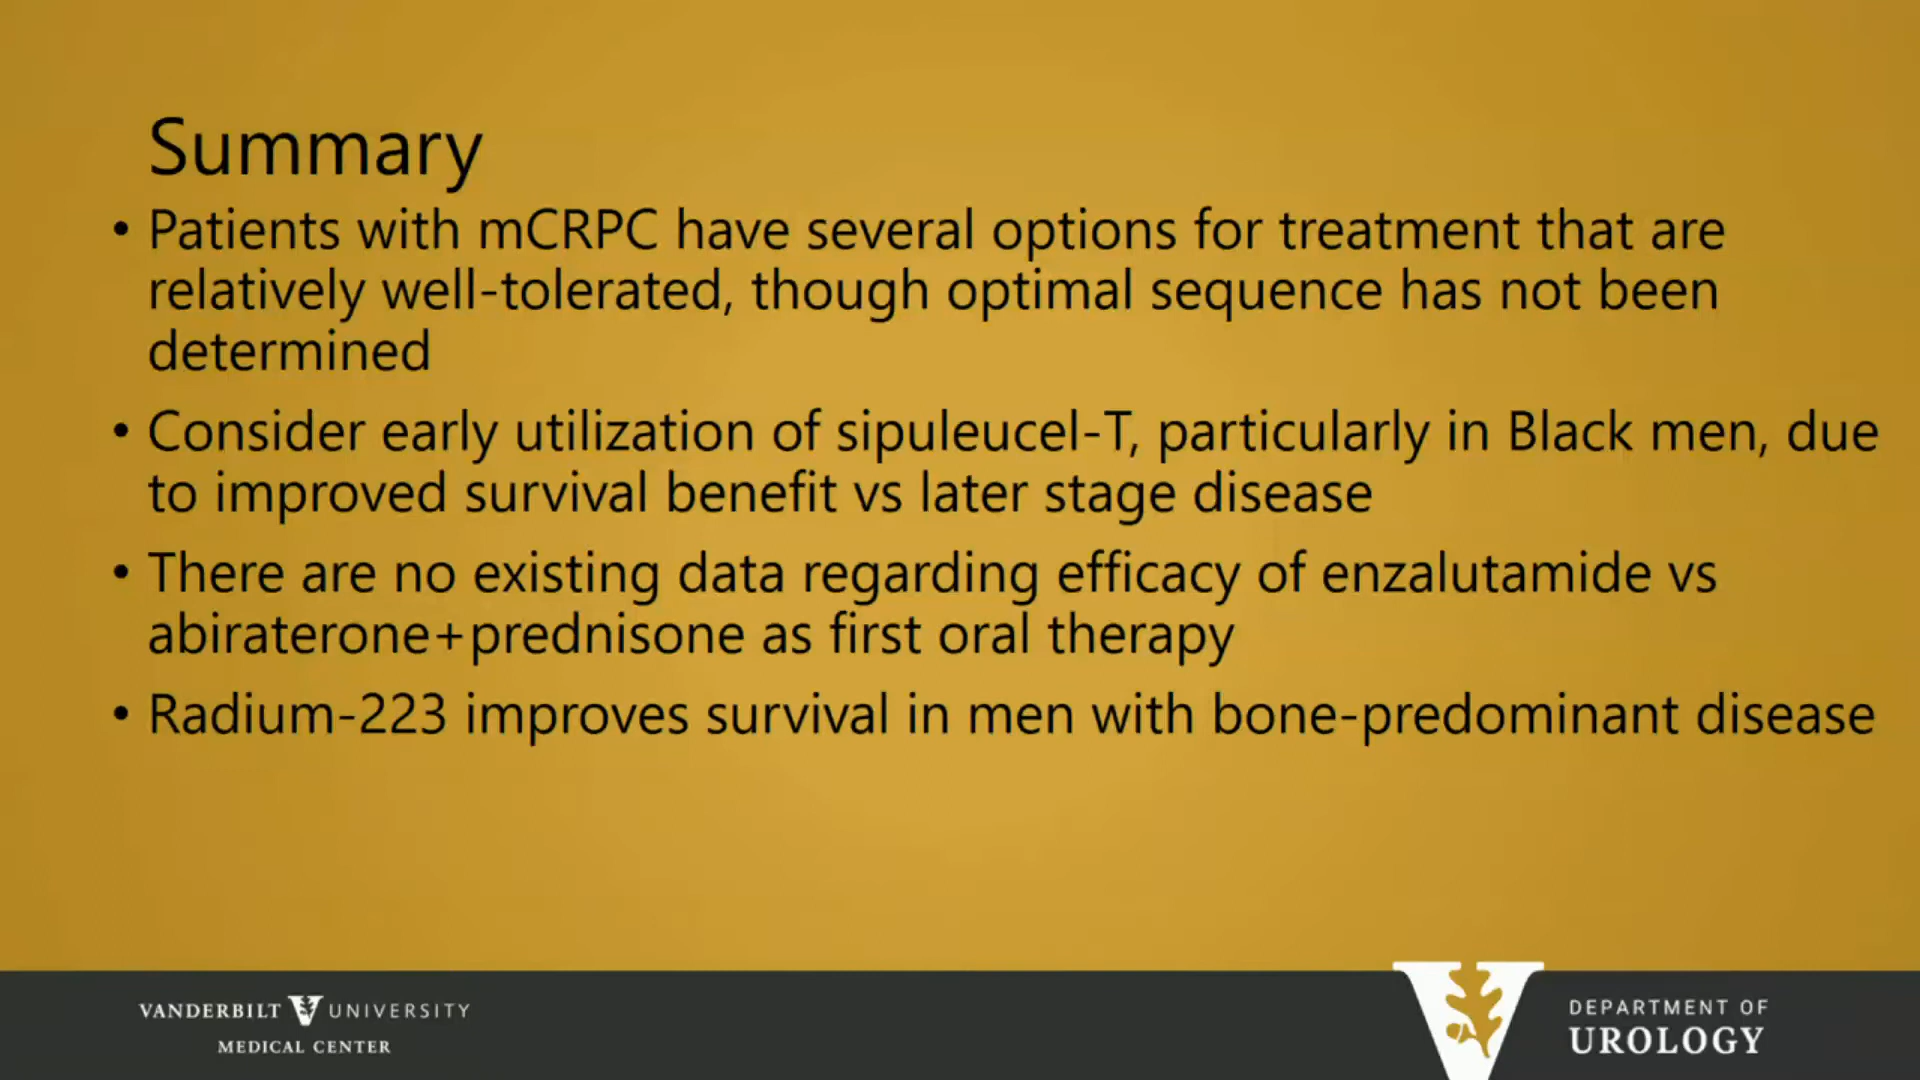 Summary
• Patients with mCRPC have several options for treatment that are
relatively well-tolerated, though optimal sequence has not been
determined
• Consider early utilization of sipuleucel-T, particularly in Black men, due
to improved survival benefit vs later stage disease
• There are no existing data regarding efficacy of enzalutamide vs
abiraterone+prednisone as first oral therapy
• Radium-223 improves survival in men with bone-predominant disease
VANDERBILT UNIVERSITY
MEDICAL CENTER
DEPARTMENT OF
UROLOGY